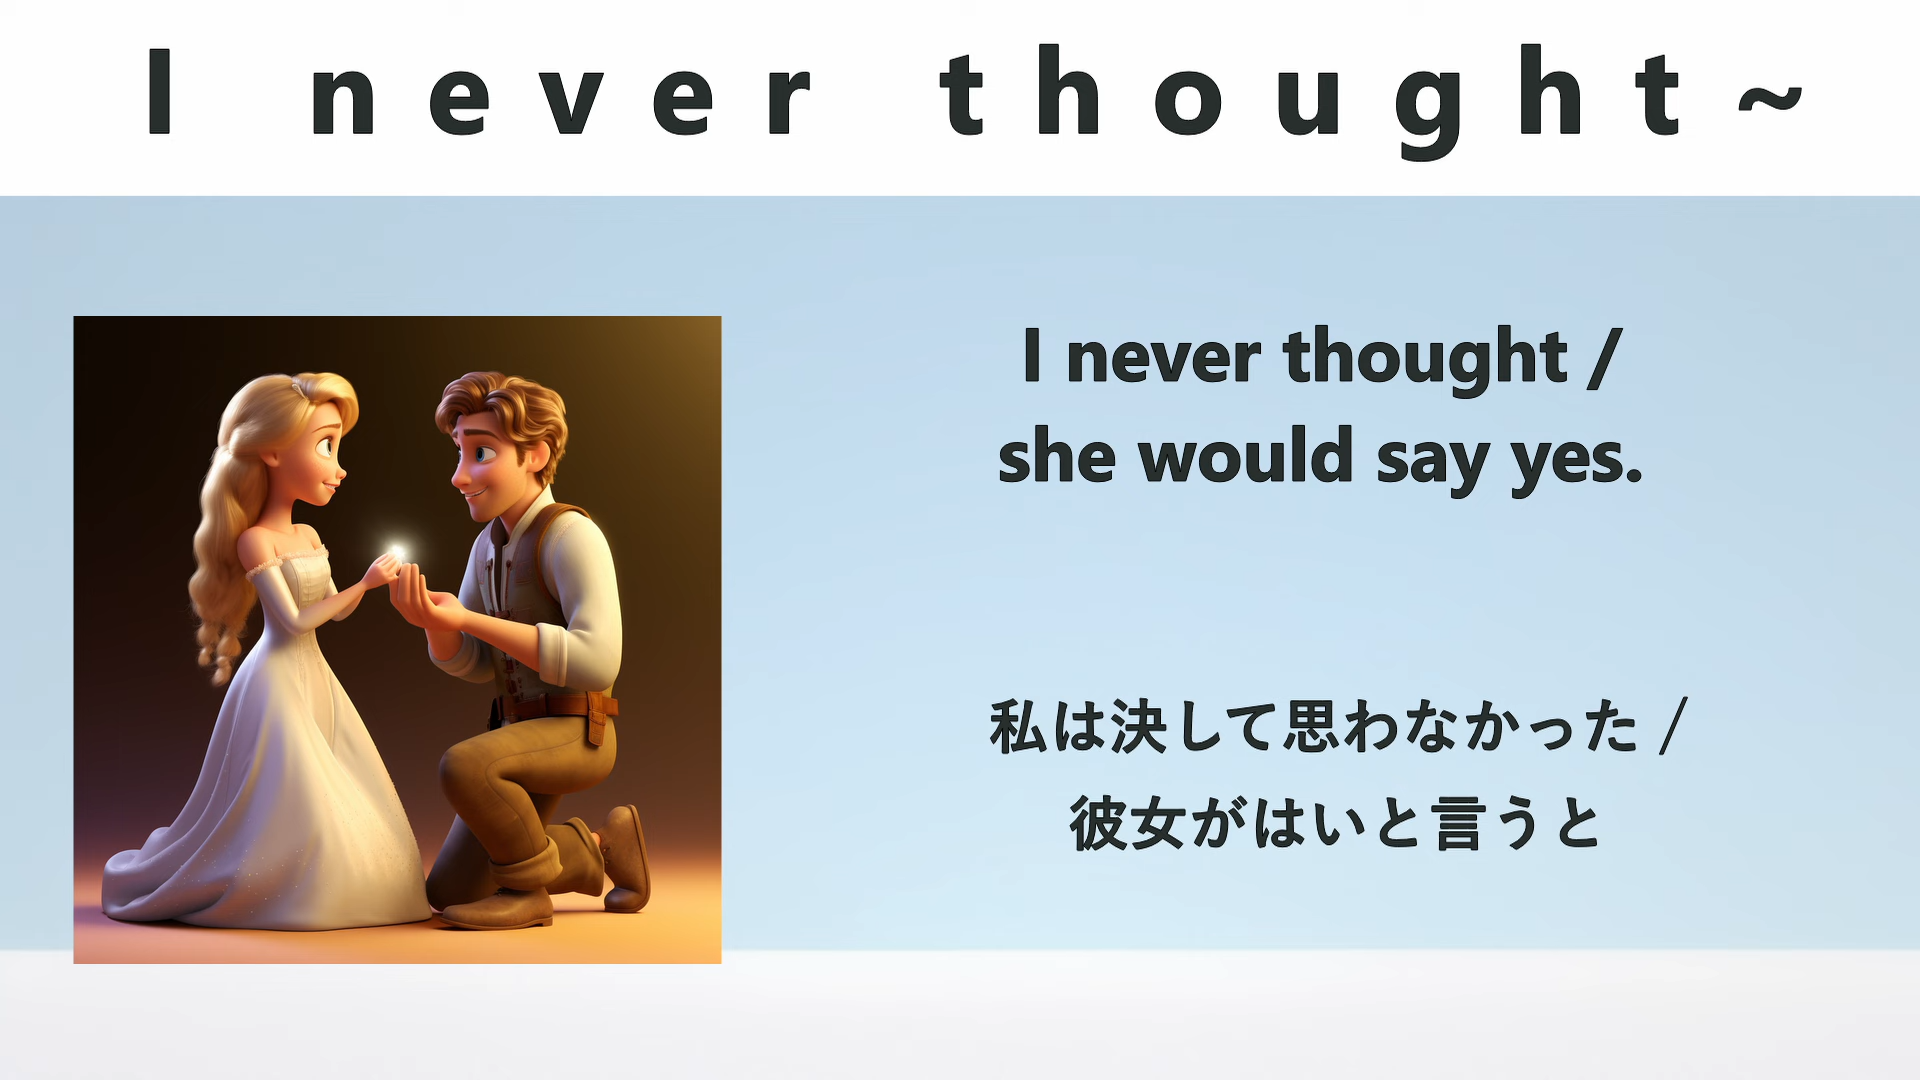 I never thought~
I never thought /
she would say yes.
私は決して思わなかった /
彼女がはいと言うと